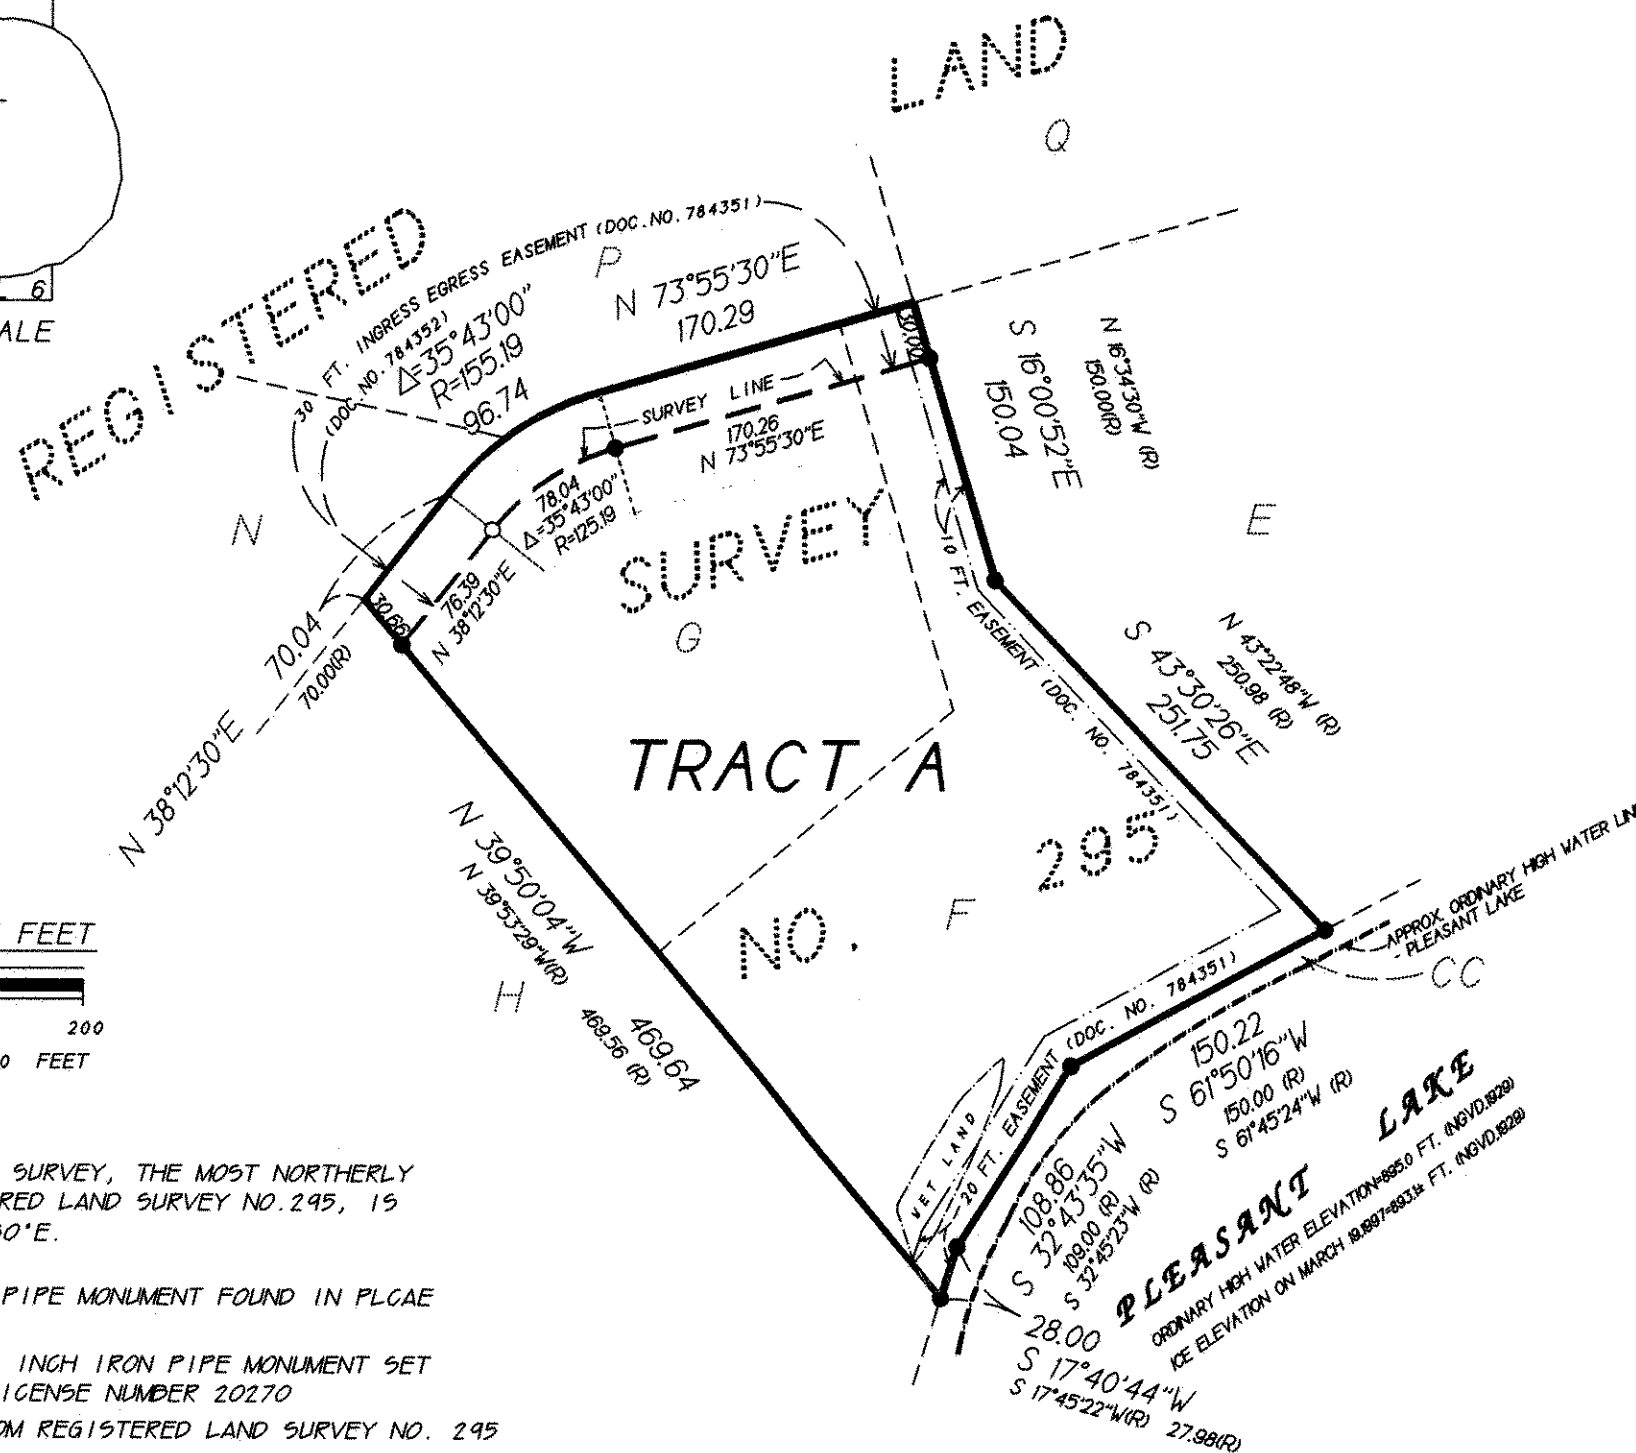 LAND
Q
6
ALE
REGISTERED
30 FT. INGRESS EGRESS EASEMENT (DOC.NO.784351)
(DOC.NO.784352)
P
Δ=35°43'00"
R=155.19
96.74
N 73°55'30"E
170.29
30.00
S 16°00'52"E
150.04
N 16°34'30"W (R)
150.00(R)
SURVEY LINE
170.26
N 73°55'30"E
N
78.04
Δ=35°43'00"
R=125.19
SURVEY
G
E
10 FT. EASEMENT (DOC. NO. 784351)
30.66
76.39
N 38°12'30"E
70.04
70.00(R)
N 38°12'30"E
S 43°30'26"E
251.75
N 43°22'48"W (R)
250.98 (R)
TRACT A
295
NO.
F
N 39°50'04"W
N 39°53'29"W(R)
469.64
469.56 (R)
H
APPROX. ORDINARY HIGH WATER LIN
- PLEASANT LAKE
CC
FEET
200
0 FEET
20 FT. EASEMENT (DOC. NO. 784351)
WET LAND
150.22
S 61°50'16"W
150.00 (R)
S 61°45'24"W (R)
108.86
S 32°43'35"W
109.00 (R)
S 32°45'23"W (R)
PLEASANT LAKE
ORDINARY HIGH WATER ELEVATION=895.0 FT. (NGVD,1929)
ICE ELEVATION ON MARCH 19,1997=893.1± FT. (NGVD,1929)
28.00
S 17°40'44"W
S 17°45'22"W(R) 27.98(R)
SURVEY, THE MOST NORTHERLY
RED LAND SURVEY NO.295, IS
0"E.
PIPE MONUMENT FOUND IN PLCAE
INCH IRON PIPE MONUMENT SET
ICENSE NUMBER 20270
OM REGISTERED LAND SURVEY NO. 295